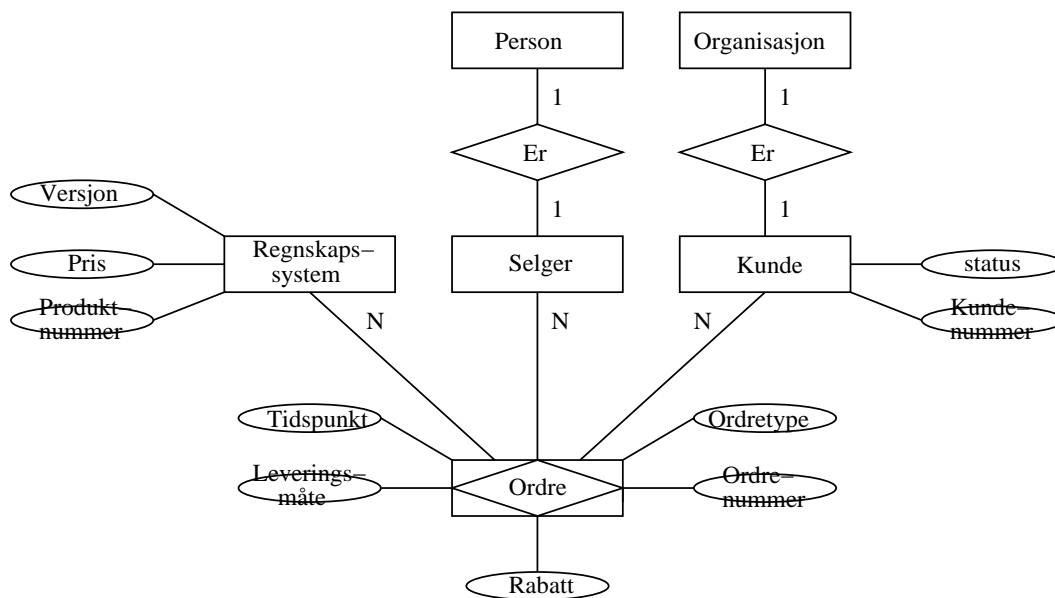 Person
Organisasjon
1
1
Er
Er
1
1
Versjon
Pris
Produkt-
nummer
Regnskaps-
system
Selger
Kunde
status
Kunde-
nummer
N
N
N
Tidspunkt
Ordretype
Leverings-
måte
Ordre
Ordre-
nummer
Rabatt